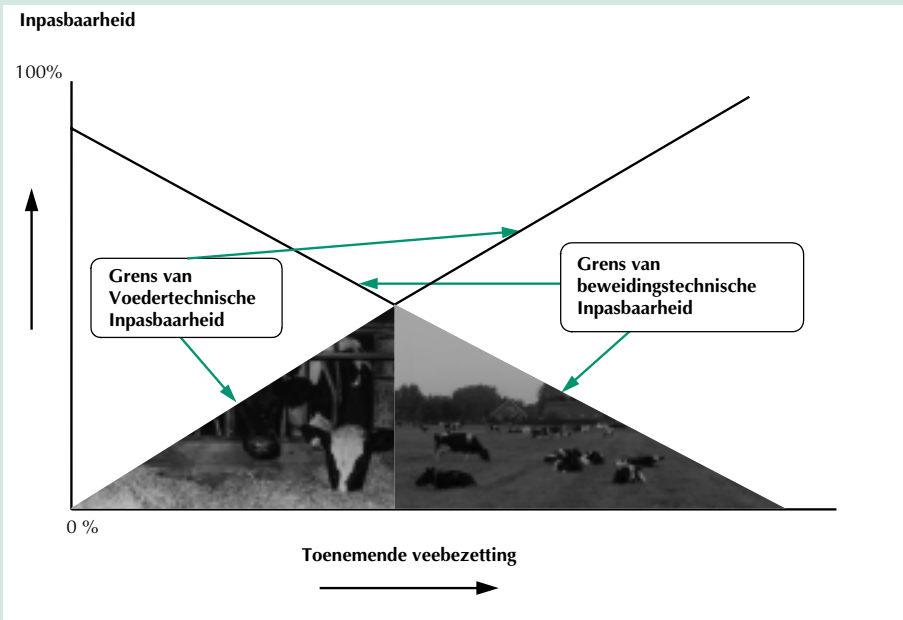 Inpasbaarheid
100%
Grens van
Voedertechnische
Inpasbaarheid
Grens van
beweidingstechnische
Inpasbaarheid
0 %
Toenemende veebezetting